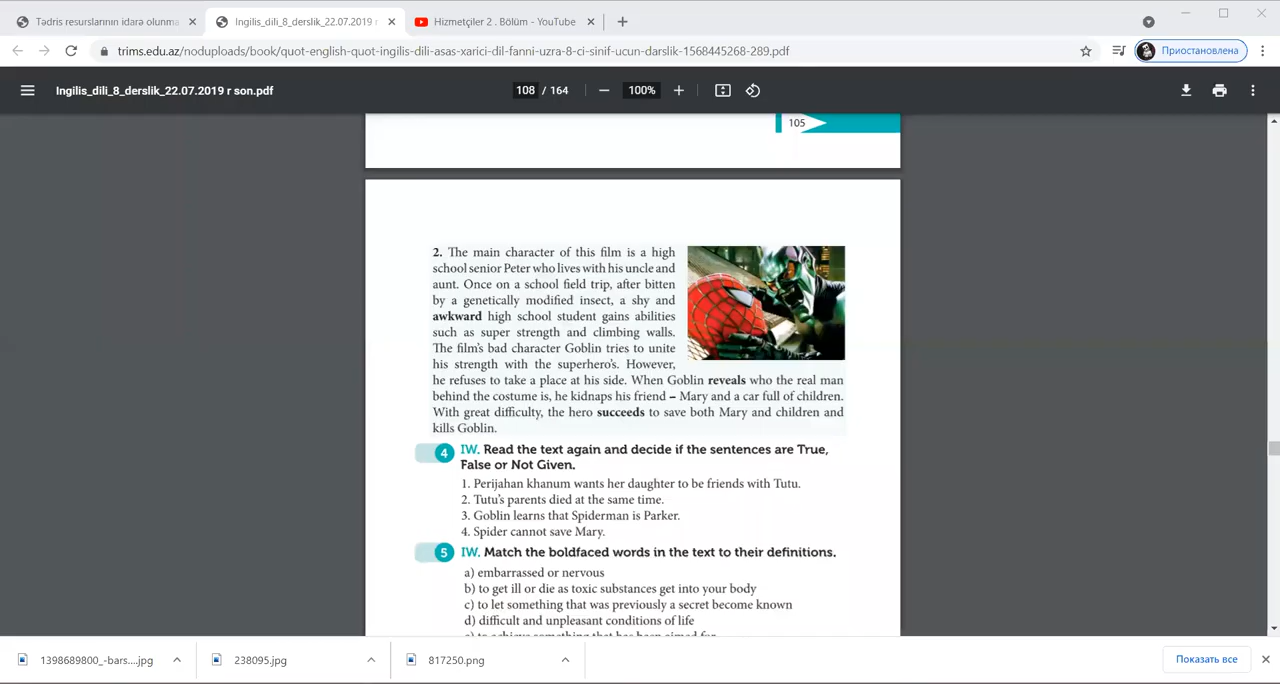 Tədris resurslarının idarə olunma
Ingilis_dili_8_derslik_22.07.2019 r
Hizmetçiler 2 . Bölüm - YouTube
trims.edu.az/noduploads/book/quot-english-quot-ingilis-dili-asas-xarici-dil-fanni-uzra-8-ci-sinif-ucun-darslik-1568445268-289.pdf
Приостановлена
Ingilis_dili_8_derslik_22.07.2019 r son.pdf
108 / 164
100%
105
2. The main character of this film is a high
school senior Peter who lives with his uncle and
aunt. Once on a school field trip, after bitten
by a genetically modified insect, a shy and
awkward high school student gains abilities
such as super strength and climbing walls.
The film's bad character Goblin tries to unite
his strength with the superhero's. However,
he refuses to take a place at his side. When Goblin reveals who the real man
behind the costume is, he kidnaps his friend – Mary and a car full of children.
With great difficulty, the hero succeeds to save both Mary and children and
kills Goblin.
4 IW. Read the text again and decide if the sentences are True,
False or Not Given.
1. Perijahan khanum wants her daughter to be friends with Tutu.
2. Tutu's parents died at the same time.
3. Goblin learns that Spiderman is Parker.
4. Spider cannot save Mary.
5 IW. Match the boldfaced words in the text to their definitions.
a) embarrassed or nervous
b) to get ill or die as toxic substances get into your body
c) to let something that was previously a secret become known
d) difficult and unpleasant conditions of life
e) to achieve something that has been aimed for
1398689800_-bars....jpg
238095.jpg
817250.png
Показать все